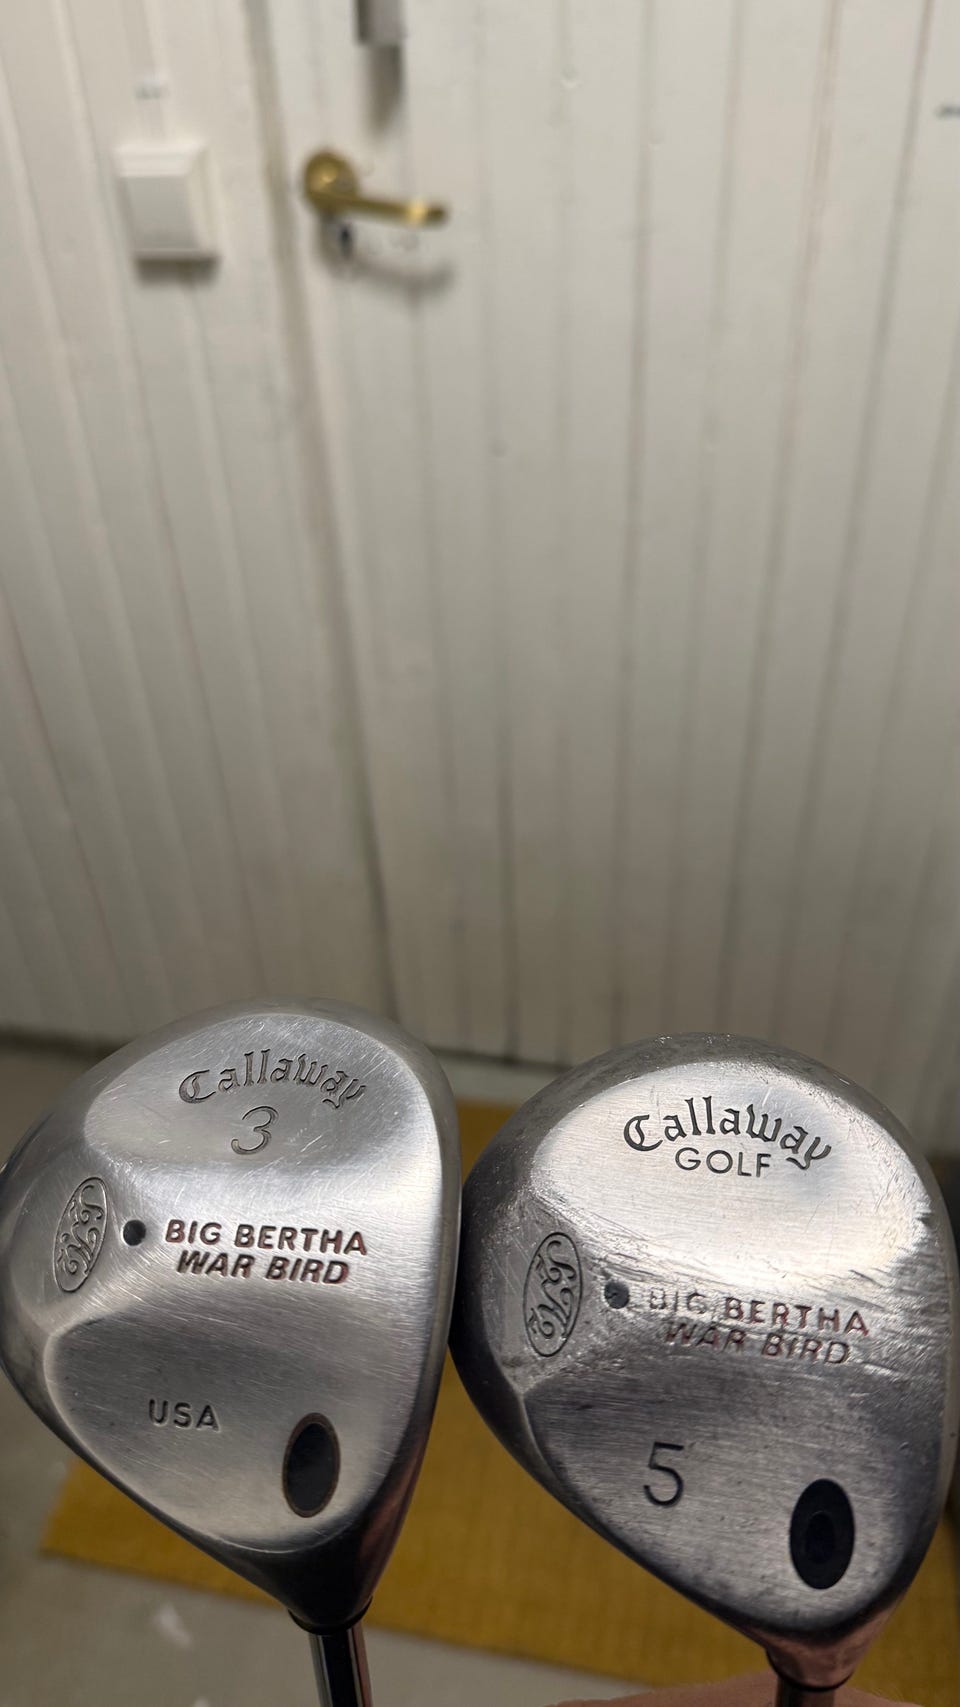 Callaway
3
BIG BERTHA
WAR BIRD
USA
Callaway
GOLF
BIG BERTHA
WAR BIRD
5